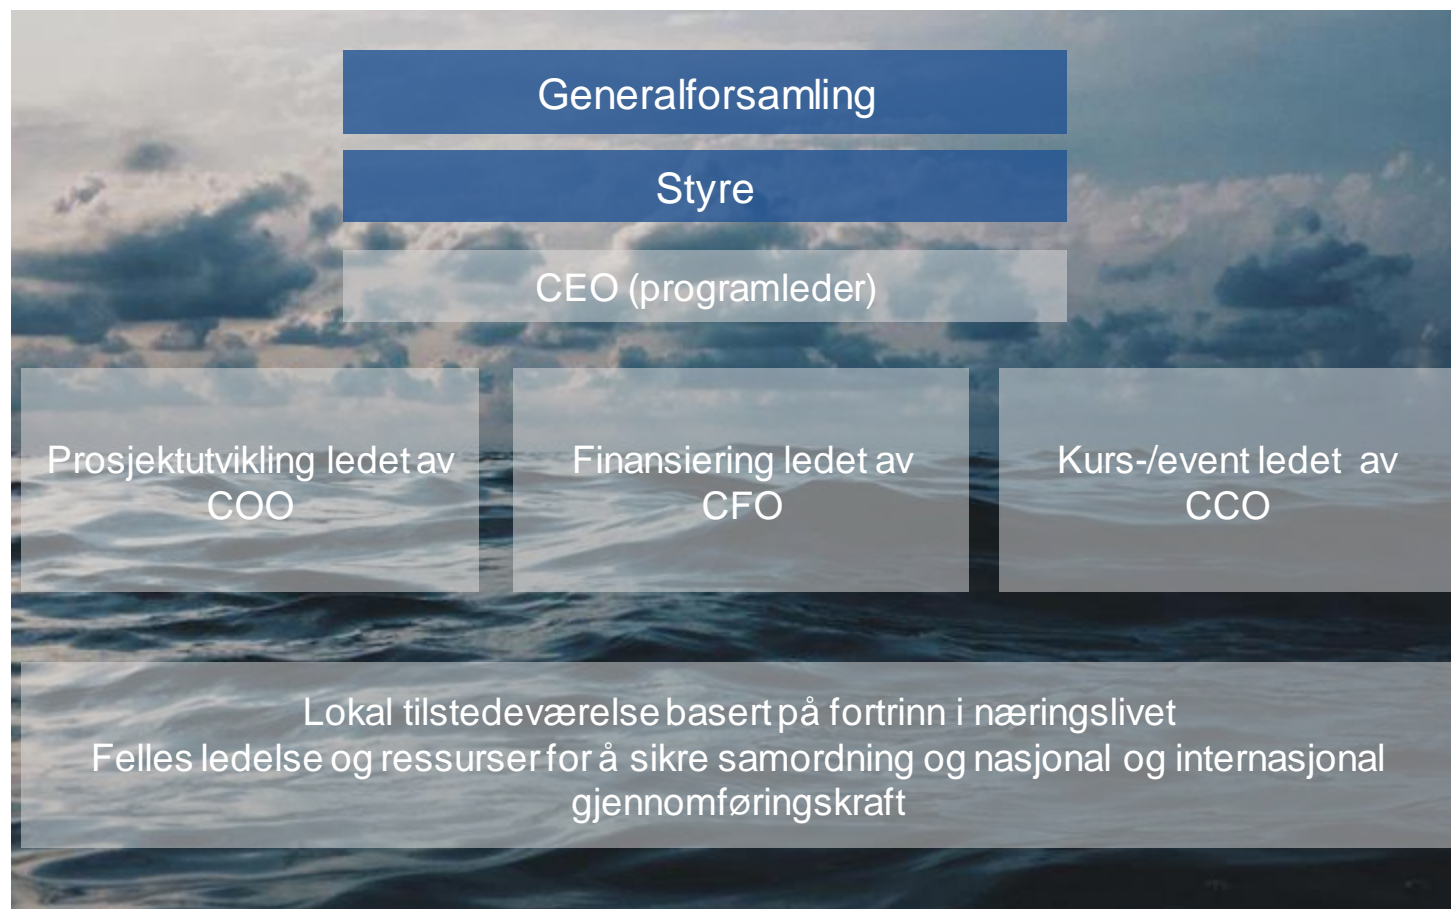 Generalforsamling
Styre
CEO (programleder)
Prosjektutvikling ledet av
COO
Finansiering ledet av
CFO
Kurs-/event ledet av
CCO
Lokal tilstedeværelse basert på fortrinn i næringslivet
Felles ledelse og ressurser for å sikre samordning og nasjonal og internasjonal
gjennomføringskraft